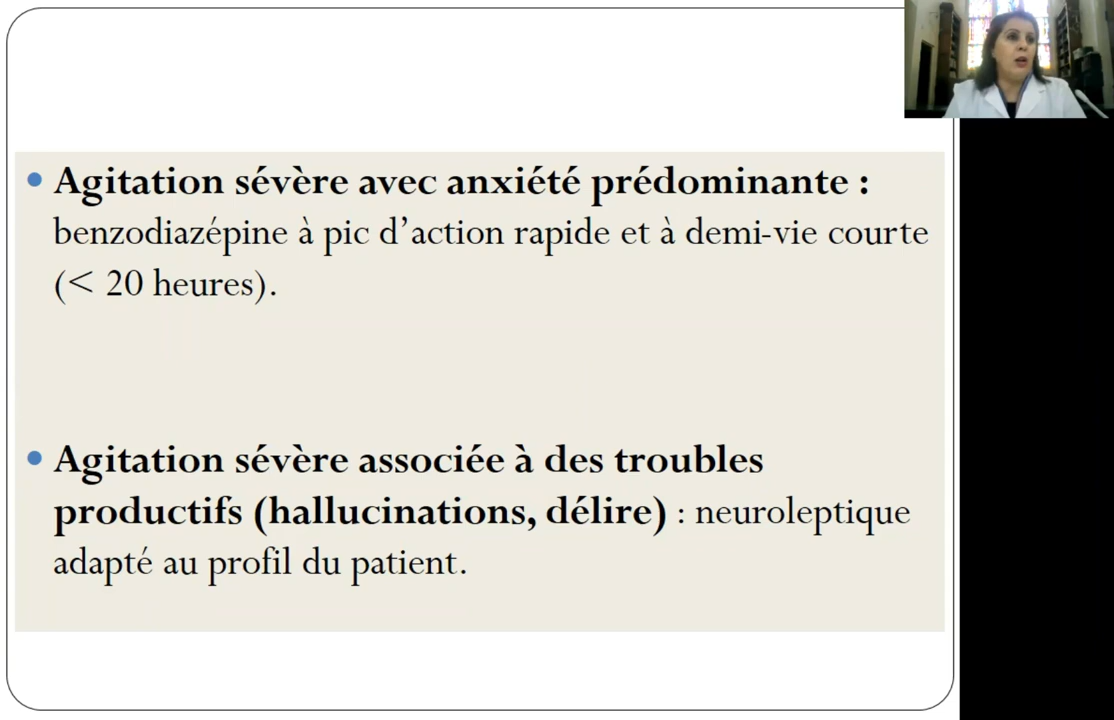 • Agitation sévère avec anxiété prédominante :
benzodiazépine à pic d’action rapide et à demi-vie courte
(< 20 heures).
• Agitation sévère associée à des troubles
productifs (hallucinations, délire) : neuroleptique
adapté au profil du patient.